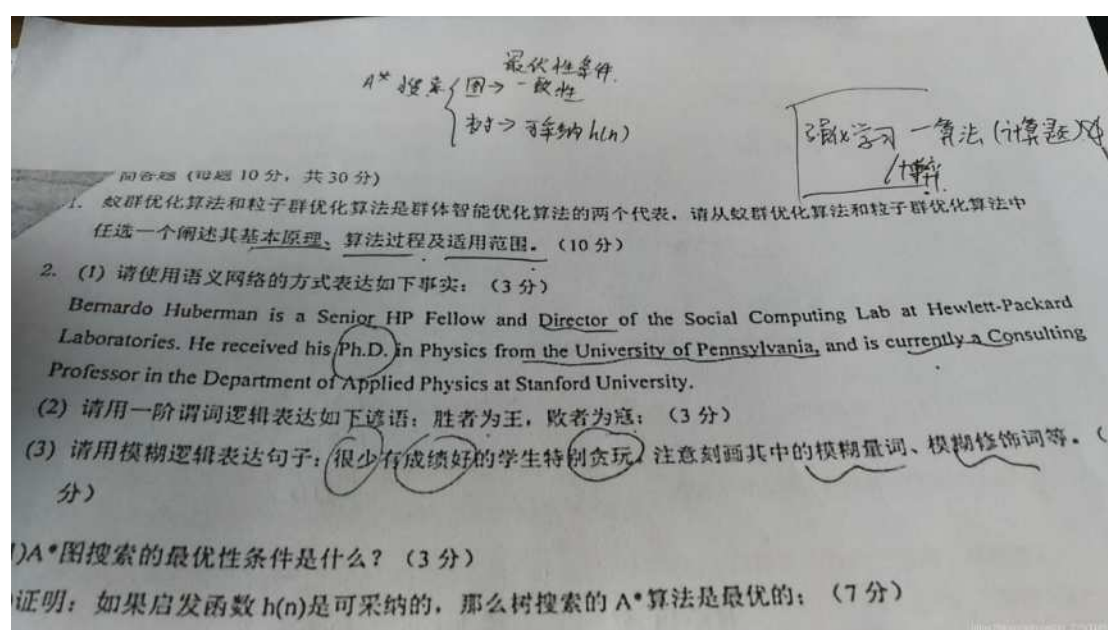 最优性条件
A* 搜索 图→一致性
树→可采纳 h(n)
强化学习 一算法(计算题)
简答题(每题 10 分,共 30 分)
1. 蚁群优化算法和粒子群优化算法是群体智能优化算法的两个代表,请从蚁群优化算法和粒子群优化算法中
任选一个阐述其基本原理、算法过程及适用范围。(10 分)
2. (1) 请使用语义网络的方式表达如下事实:(3 分)
Bernardo Huberman is a Senior HP Fellow and Director of the Social Computing Lab at Hewlett-Packard
Laboratories. He received his Ph.D. in Physics from the University of Pennsylvania, and is currently a Consulting
Professor in the Department of Applied Physics at Stanford University.
(2) 请用一阶谓词逻辑表达如下谚语:胜者为王,败者为寇;(3 分)
(3) 请用模糊逻辑表达句子:很少有成绩好的学生特别贪玩。注意刻画其中的模糊量词、模糊修饰词等。(
分)
)A*图搜索的最优性条件是什么?(3 分)
证明:如果启发函数 h(n)是可采纳的,那么树搜索的 A*算法是最优的;(7 分)